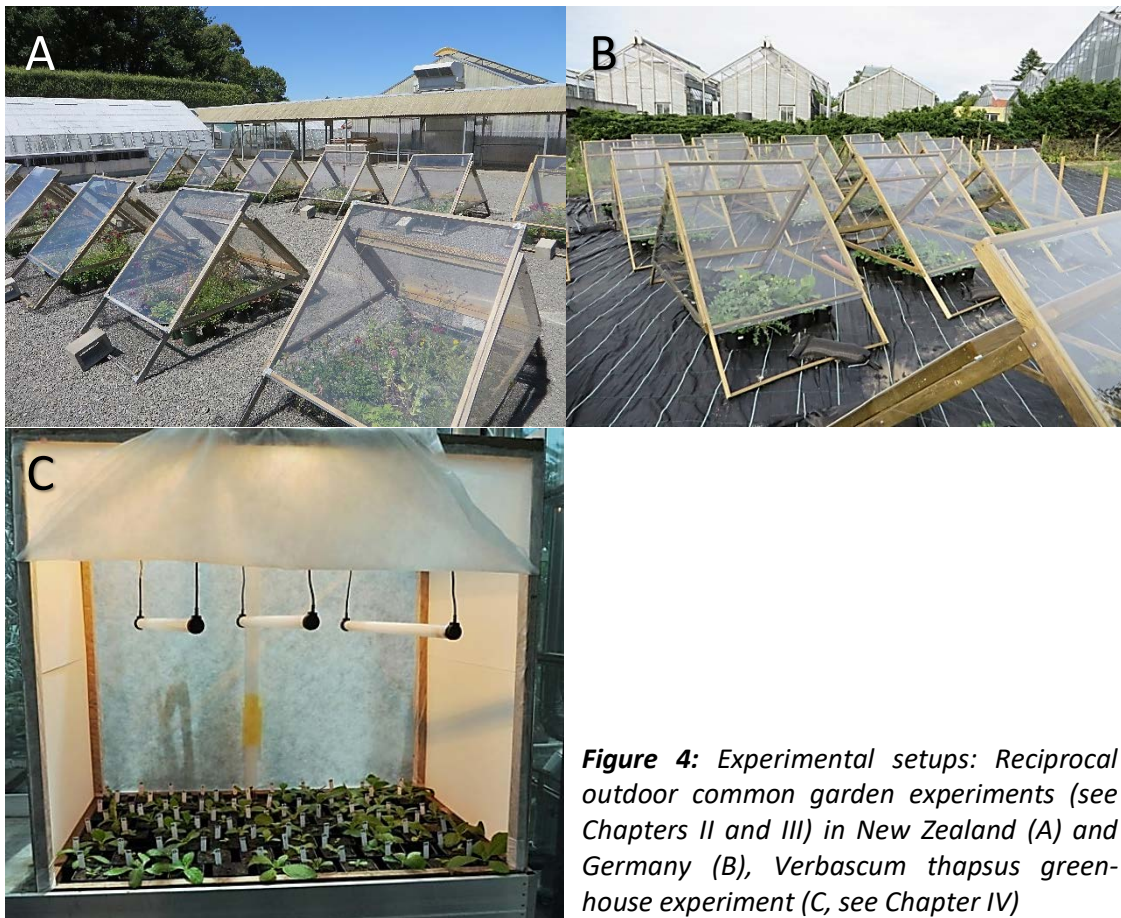 A
B
C
Figure 4: Experimental setups: Reciprocal
outdoor common garden experiments (see
Chapters II and III) in New Zealand (A) and
Germany (B), Verbascum thapsus green-
house experiment (C, see Chapter IV)